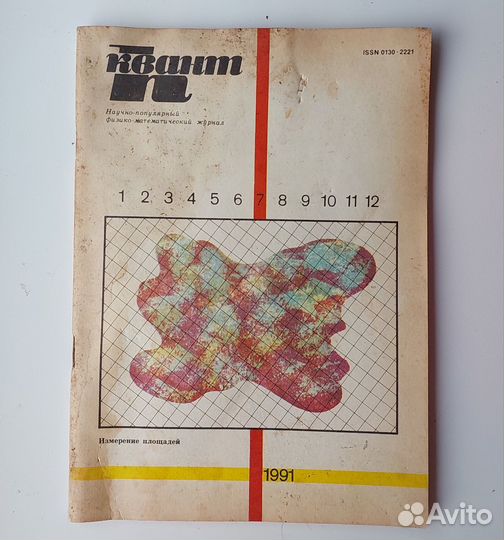 квант
ISSN 0130-2221
Научно-популярный
физико-математический журнал
1 2 3 4 5 6 7 8 9 10 11 12
Измерение площадей
1991
Avito